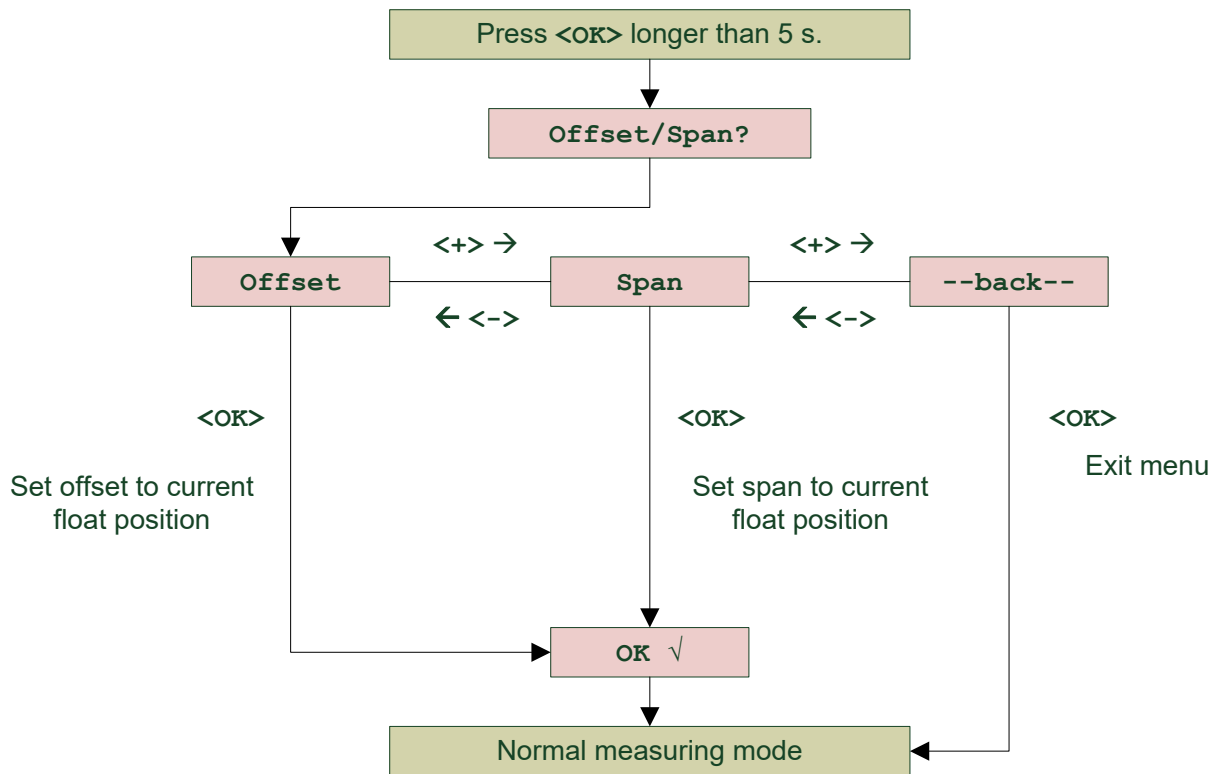 Press <OK> longer than 5 s.
Offset/Span?
<+> →
<+> →
Offset
Span
--back--
← <->
← <->
<OK>
<OK>
<OK>
Exit menu
Set offset to current
float position
Set span to current
float position
OK √
Normal measuring mode